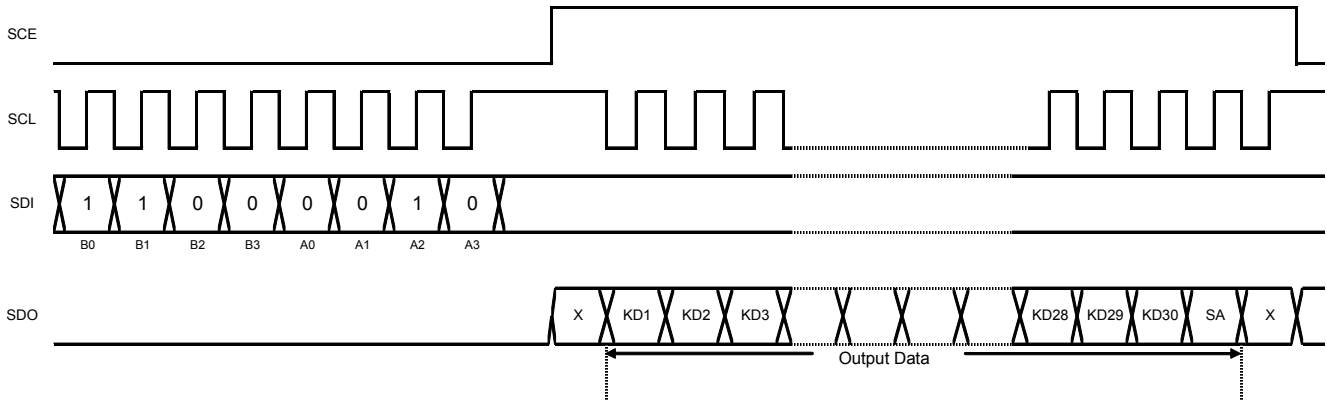 SCE
SCL
SDI
1 1 0 0 0 0 1 0
B0 B1 B2 B3 A0 A1 A2 A3
SDO
X KD1 KD2 KD3 KD28 KD29 KD30 SA X
Output Data